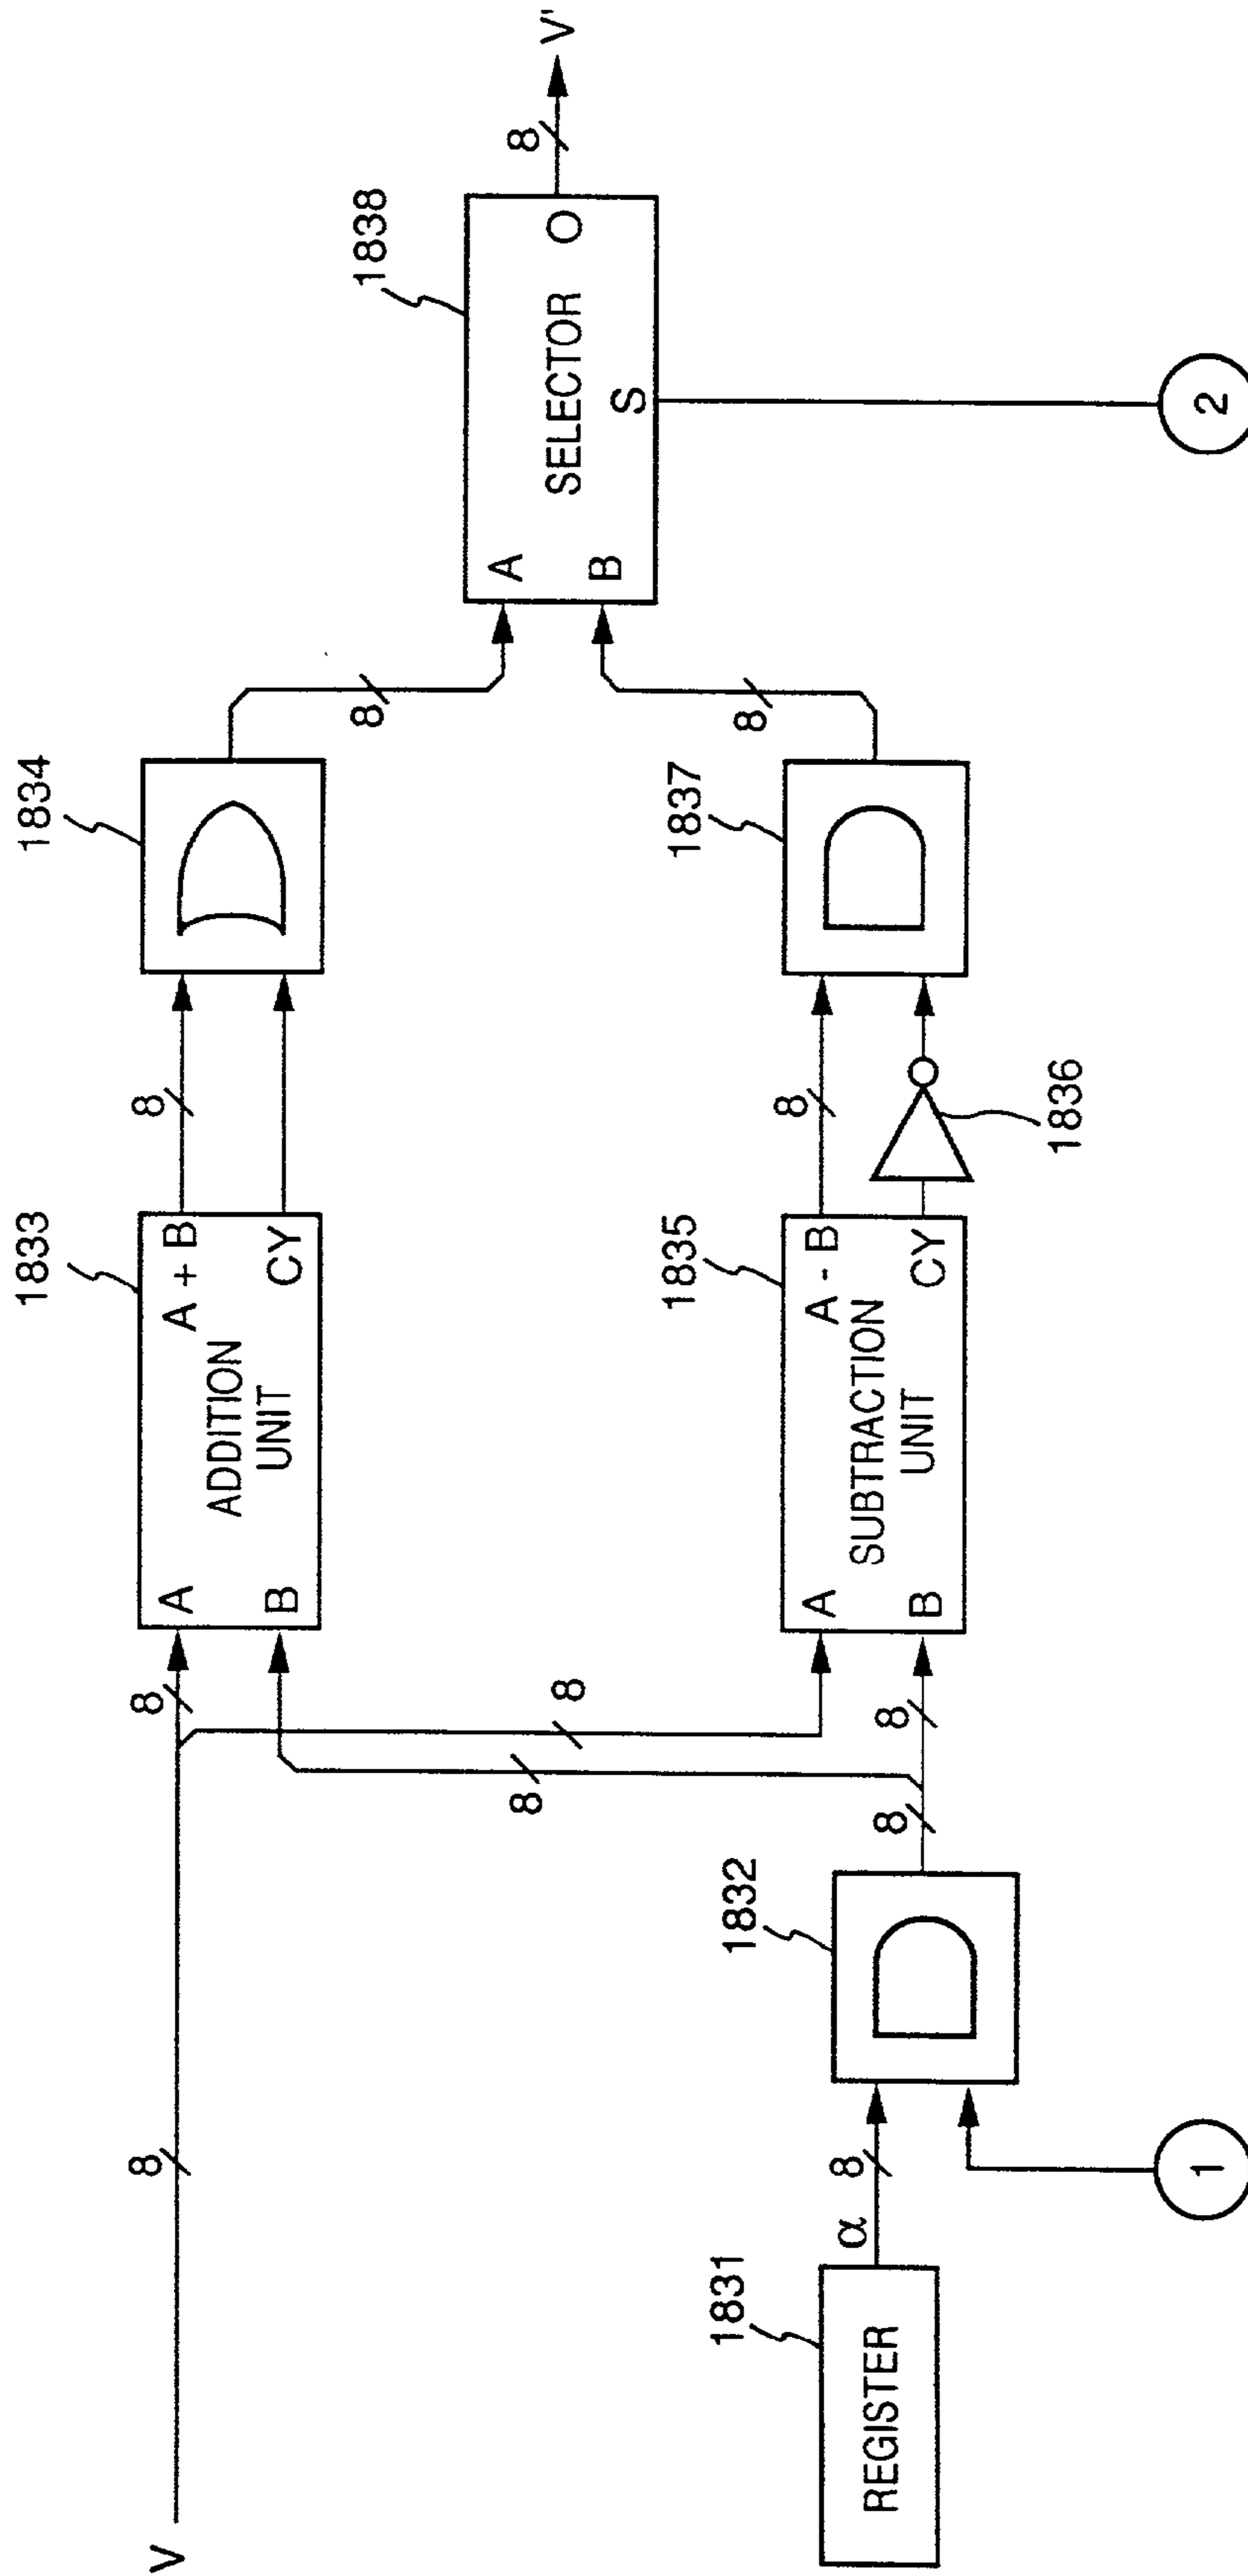 V
8
8
8
8
1831
REGISTER
α
8
1
1832
8
8
1833
A
B
ADDITION
UNIT
A + B
CY
8
1834
8
1835
A
B
SUBTRACTION
UNIT
A - B
CY
8
1836
1837
8
1838
A
B
SELECTOR
S
O
8
V'
2